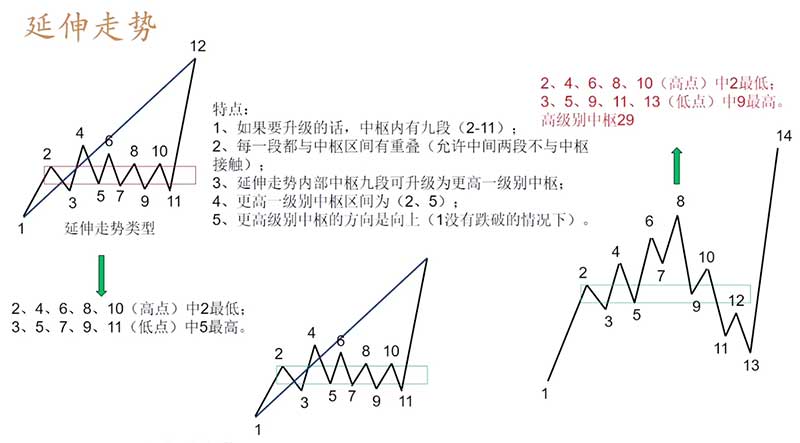 延伸走势
12
4
6
2
8
10
3
5
7
9
11
1
延伸走势类型
特点：
1、如果要升级的话，中枢内有九段（2-11）；
2、每一段都与中枢区间有重叠（允许中间两段不与中枢
接触）；
3、延伸走势内部中枢九段可升级为更高一级别中枢；
4、更高一级别中枢区间为（2、5）；
5、更高级别中枢的方向是向上（1没有跌破的情况下）。
2、4、6、8、10（高点）中2最低；
3、5、9、11、13（低点）中9最高。
高级别中枢29
2、4、6、8、10（高点）中2最低；
3、5、7、9、11（低点）中5最高。
4
6
2
8
10
3
5
7
9
11
1
14
8
6
4
2
7
10
3
5
9
12
11
13
1